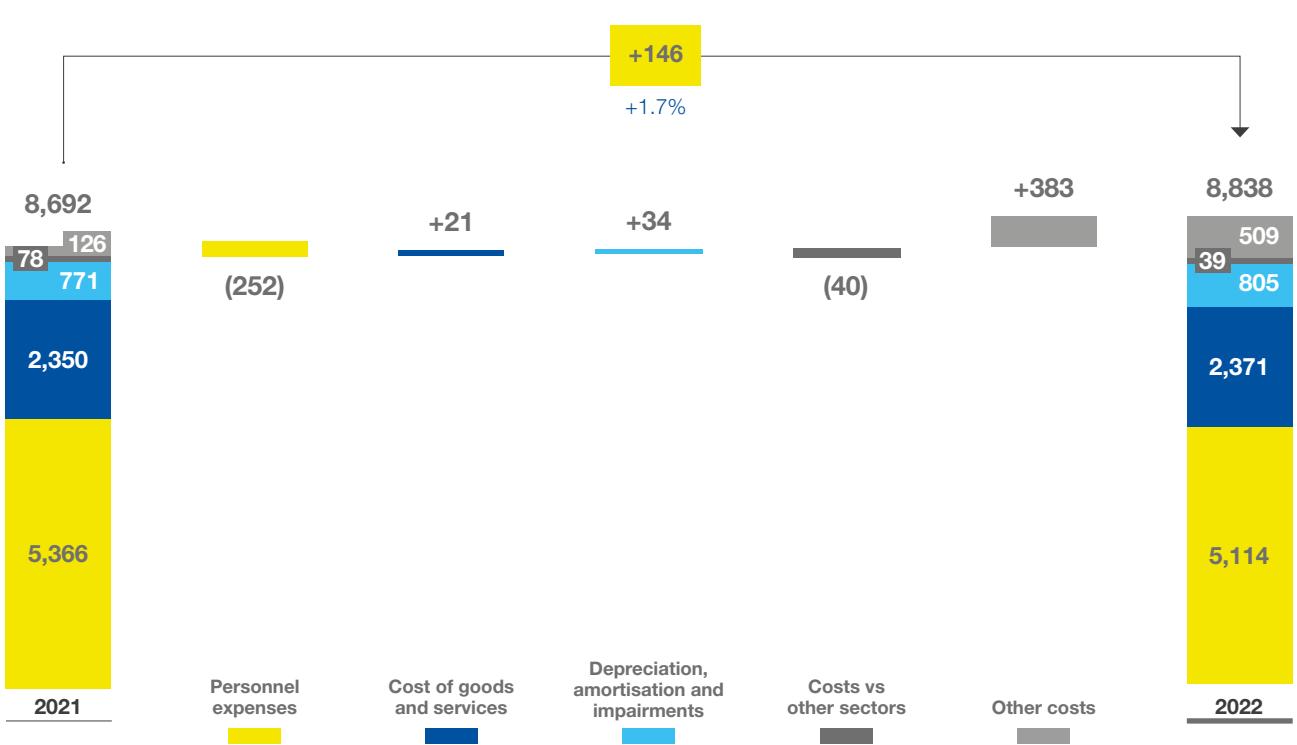 +146
+1.7%
8,692
126
78
771
2,350
5,366
2021
(252)
+21
+34
(40)
+383
8,838
509
39
805
2,371
5,114
2022
Personnel
expenses
Cost of goods
and services
Depreciation,
amortisation and
impairments
Costs vs
other sectors
Other costs